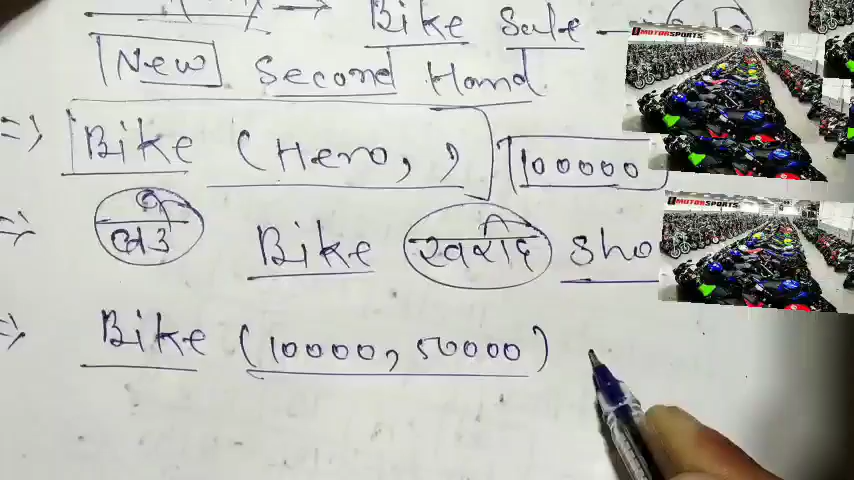 Bike Sale
New Second Hand
MOTORSPORTS
=> Bike (Hero, ) 100000
MOTORSPORTS
=> Bike खरीद sho
=> Bike (10000, 50000)